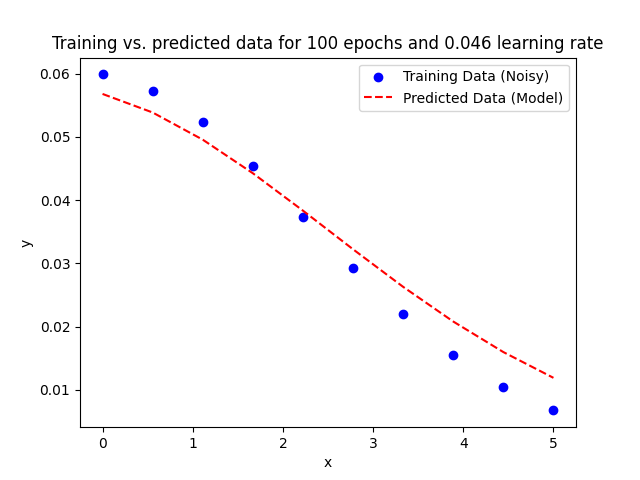 Training vs. predicted data for 100 epochs and 0.046 learning rate
Training Data (Noisy)
Predicted Data (Model)
0.06
0.05
0.04
0.03
0.02
0.01
y
0 1 2 3 4 5
x